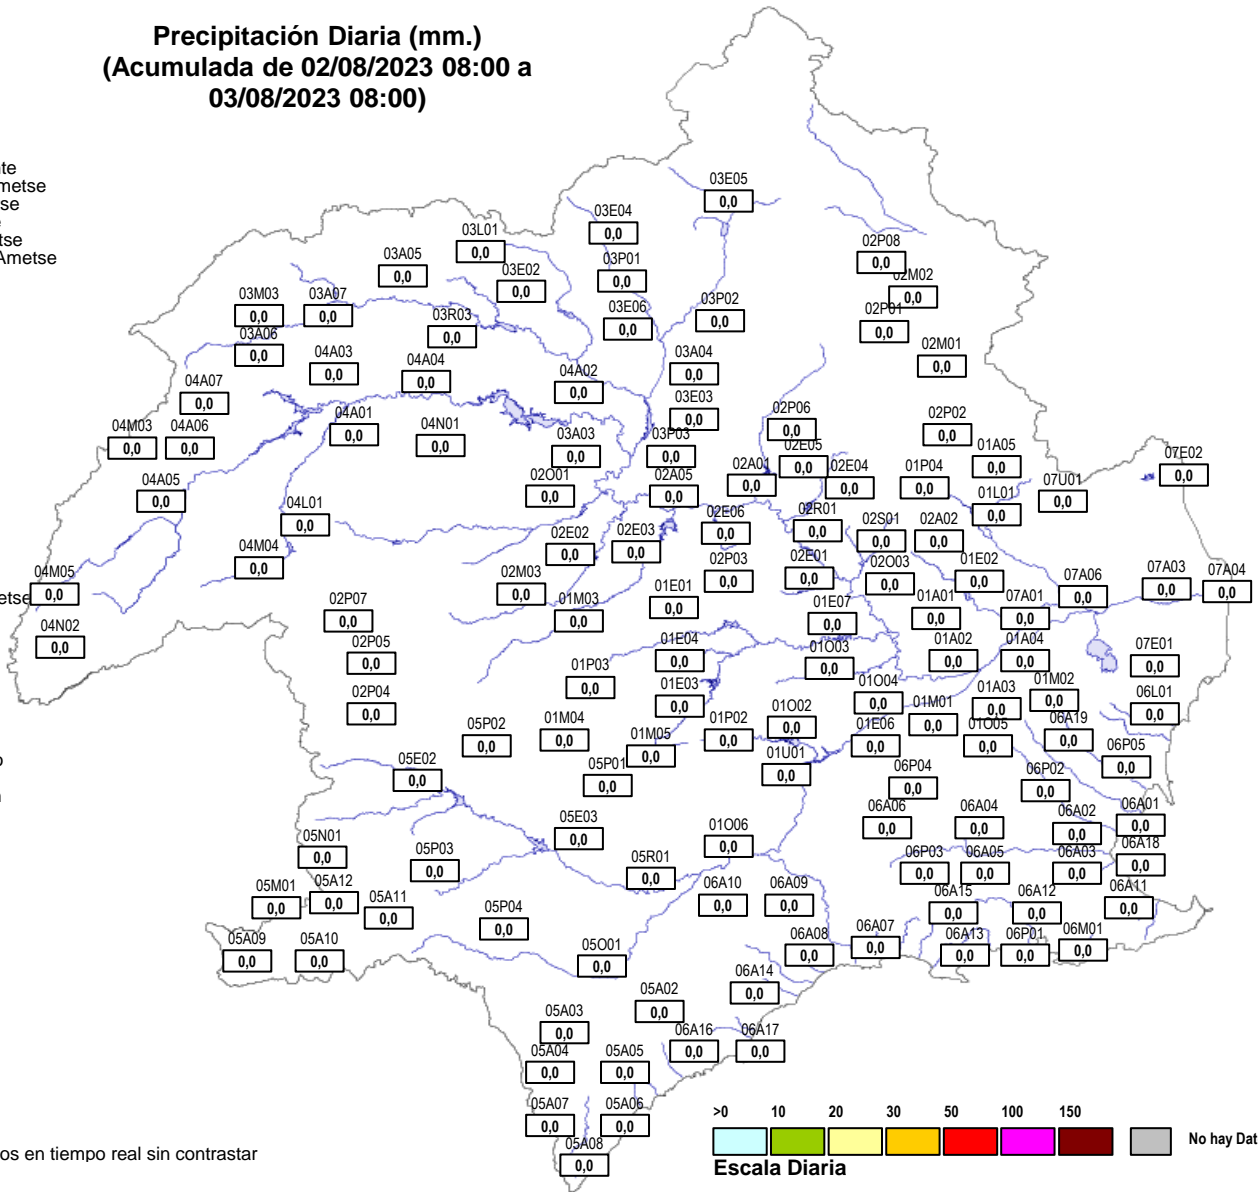 Precipitación Diaria (mm.)
(Acumulada de 02/08/2023 08:00 a
03/08/2023 08:00)
03E05
0,0
03E04
0,0
03L01
0,0
03A05
0,0
03E02
0,0
03P01
0,0
02P08
0,0
02M02
0,0
03M03
0,0
03A07
0,0
03R03
0,0
03E06
0,0
03P02
0,0
02P01
0,0
03A06
0,0
04A03
0,0
04A04
0,0
04A02
0,0
03A04
0,0
02M01
0,0
04A07
0,0
03E03
0,0
04M03
0,0
04A06
0,0
04A01
0,0
04N01
0,0
03A03
0,0
03P03
0,0
02P06
0,0
02E05
0,0
02P02
0,0
01A05
0,0
07E02
0,0
04A05
0,0
02O01
0,0
02A05
0,0
02A01
0,0
02E04
0,0
01P04
0,0
01L01
0,0
07U01
0,0
04L01
0,0
02E02
0,0
02E03
0,0
02E06
0,0
02R01
0,0
02S01
0,0
02A02
0,0
04M04
0,0
04M05
0,0
02M03
0,0
01M03
0,0
01E01
0,0
02P03
0,0
02E01
0,0
02O03
0,0
01E02
0,0
07A06
0,0
07A03
0,0
07A04
0,0
04N02
0,0
02P07
0,0
02P05
0,0
02P04
0,0
01E07
0,0
01A01
0,0
07A01
0,0
01E04
0,0
01O03
0,0
01A02
0,0
01A04
0,0
07E01
0,0
01P03
0,0
01E03
0,0
01O04
0,0
01M01
0,0
01A03
0,0
01M02
0,0
06L01
0,0
05P02
0,0
01M04
0,0
01M05
0,0
01P02
0,0
01O02
0,0
01E06
0,0
01O05
0,0
06A19
0,0
06P05
0,0
05E02
0,0
05P01
0,0
01U01
0,0
06P04
0,0
06P02
0,0
05E03
0,0
01O06
0,0
06A06
0,0
06A04
0,0
06A02
0,0
06A01
0,0
05N01
0,0
05P03
0,0
05R01
0,0
06P03
0,0
06A05
0,0
06A03
0,0
06A18
0,0
05M01
0,0
05A12
0,0
05A11
0,0
05P04
0,0
06A10
0,0
06A09
0,0
06A15
0,0
06A12
0,0
06A11
0,0
05A09
0,0
05A10
0,0
05O01
0,0
06A08
0,0
06A07
0,0
06A13
0,0
06P01
0,0
06M01
0,0
05A02
0,0
06A14
0,0
05A03
0,0
06A16
0,0
06A17
0,0
05A04
0,0
05A05
0,0
05A07
0,0
05A06
0,0
05A08
0,0
>0 10 20 30 50 100 150
No hay Dat
Escala Diaria
os en tiempo real sin contrastar